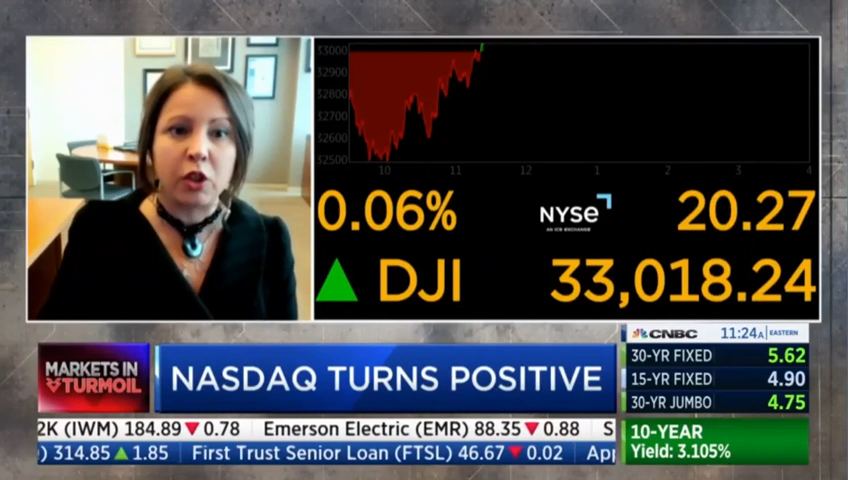 33000
32900
32800
32700
32600
32500
10 11 12 1 2 3 4
0.06% NYSE 20.27
AN ICE EXCHANGE
DJI 33,018.24
CNBC 11:24A EASTERN
MARKETS IN TURMOIL
NASDAQ TURNS POSITIVE
30-YR FIXED 5.62
15-YR FIXED 4.90
30-YR JUMBO 4.75
2K (IWM) 184.89 ▼ 0.78 Emerson Electric (EMR) 88.35 ▼ 0.88 S
) 314.85 ▲ 1.85 First Trust Senior Loan (FTSL) 46.67 ▼ 0.02 App
10-YEAR
Yield: 3.105%